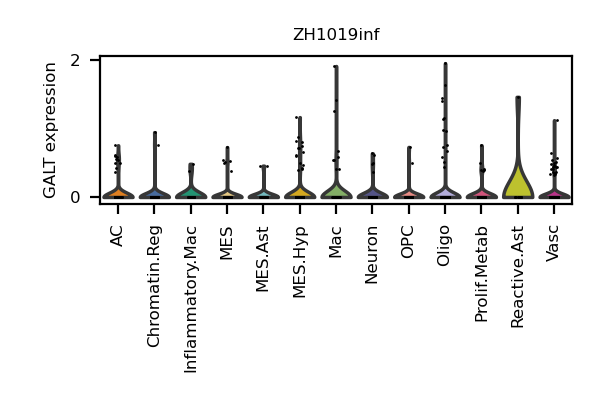 ZH1019inf
GALT expression
2
0
AC
Chromatin.Reg
Inflammatory.Mac
MES
MES.Ast
MES.Hyp
Mac
Neuron
OPC
Oligo
Prolif.Metab
Reactive.Ast
Vasc